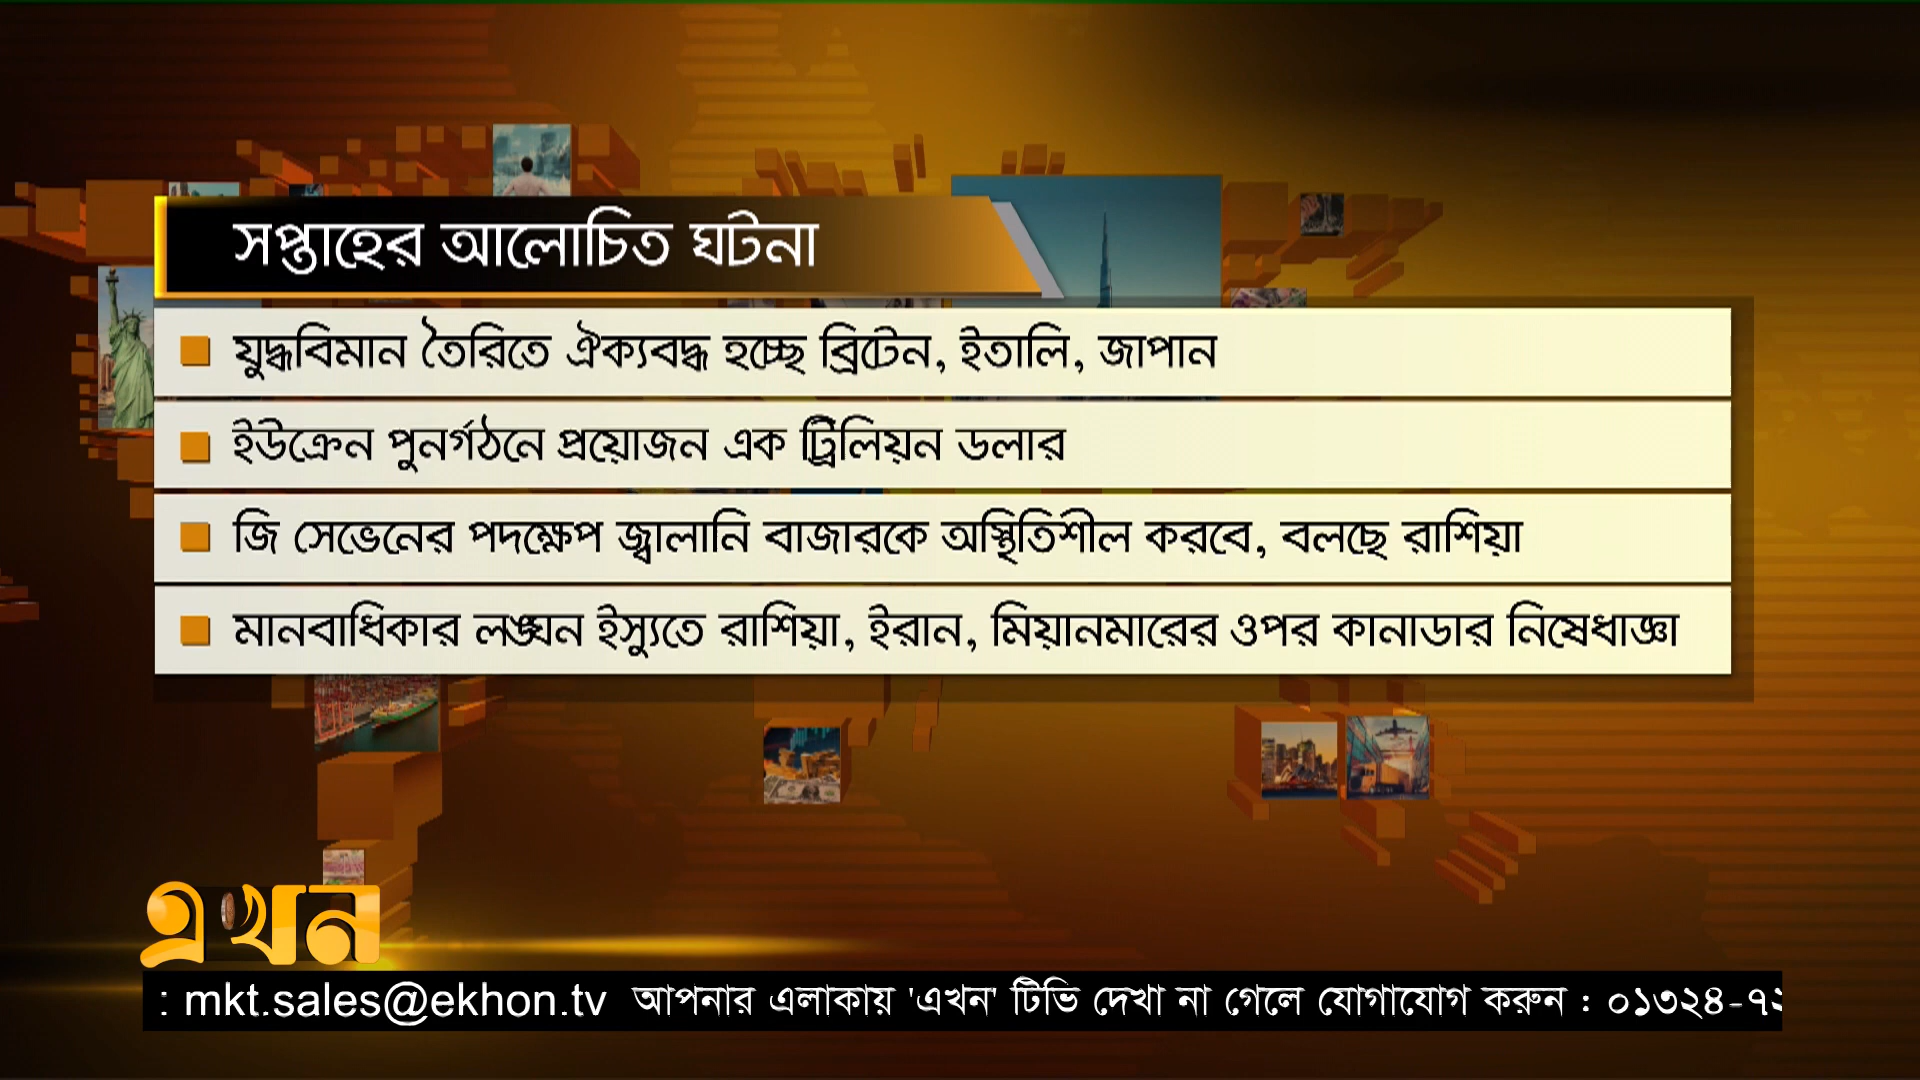 সপ্তাহের আলোচিত ঘটনা
যুদ্ধবিমান তৈরিতে ঐক্যবদ্ধ হচ্ছে ব্রিটেন, ইতালি, জাপান
ইউক্রেন পুনর্গঠনে প্রয়োজন এক ট্রিলিয়ন ডলার
জি সেভেনের পদক্ষেপ জ্বালানি বাজারকে অস্থিতিশীল করবে, বলছে রাশিয়া
মানবাধিকার লঙ্ঘন ইস্যুতে রাশিয়া, ইরান, মিয়ানমারের ওপর কানাডার নিষেধাজ্ঞা
এখন
: mkt.sales@ekhon.tv আপনার এলাকায় 'এখন' টিভি দেখা না গেলে যোগাযোগ করুন : ০১৩২৪-৭২